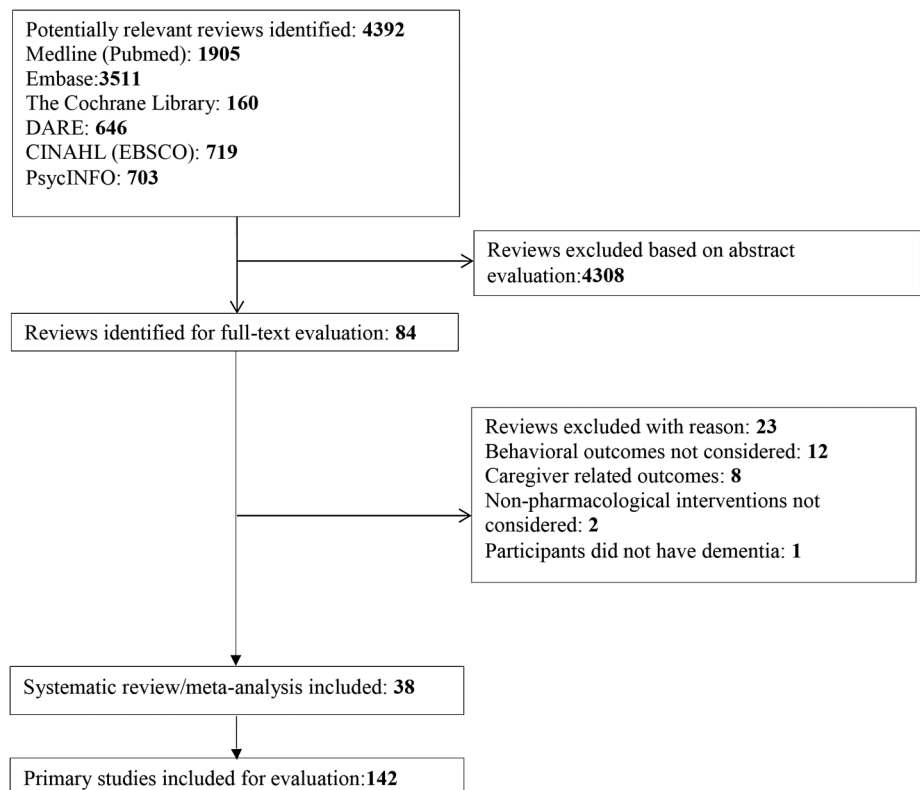 Potentially relevant reviews identified: 4392
Medline (Pubmed): 1905
Embase:3511
The Cochrane Library: 160
DARE: 646
CINAHL (EBSCO): 719
PsycINFO: 703
Reviews excluded based on abstract
evaluation:4308
Reviews identified for full-text evaluation: 84
Reviews excluded with reason: 23
Behavioral outcomes not considered: 12
Caregiver related outcomes: 8
Non-pharmacological interventions not
considered: 2
Participants did not have dementia: 1
Systematic review/meta-analysis included: 38
Primary studies included for evaluation:142